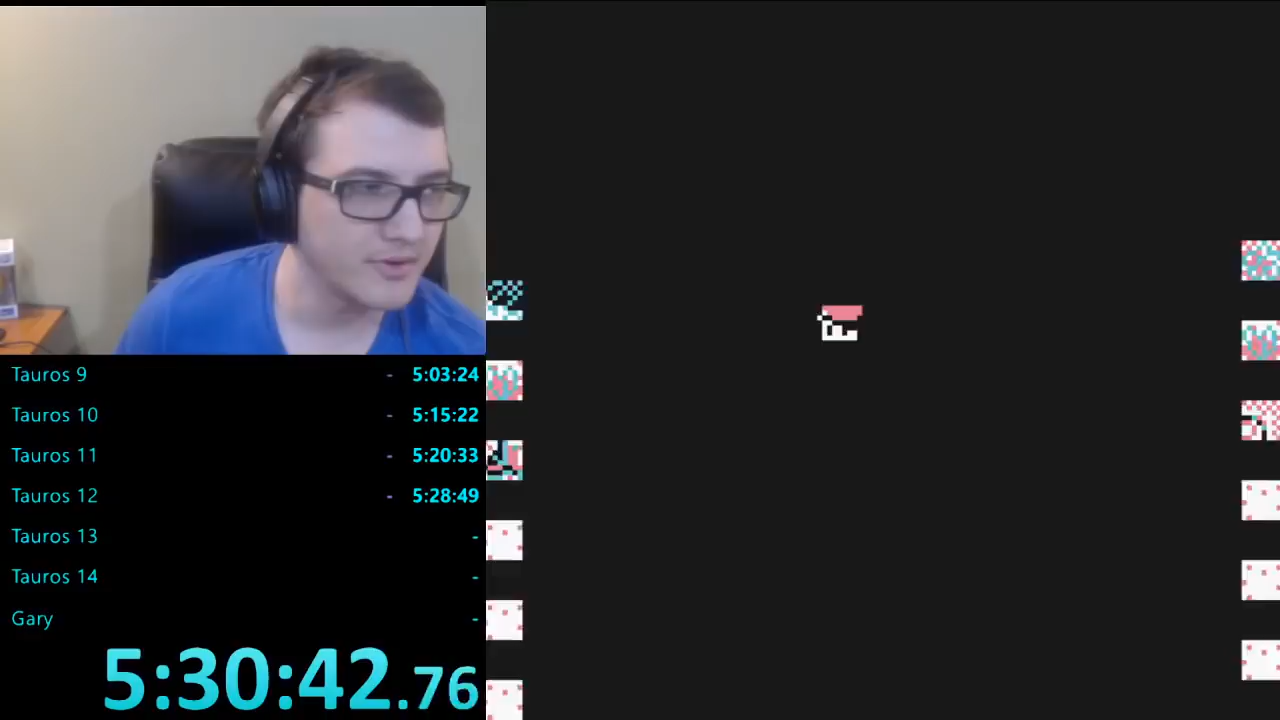 Tauros 9 - 5:03:24
Tauros 10 - 5:15:22
Tauros 11 - 5:20:33
Tauros 12 - 5:28:49
Tauros 13 -
Tauros 14 -
Gary -
5:30:42.76